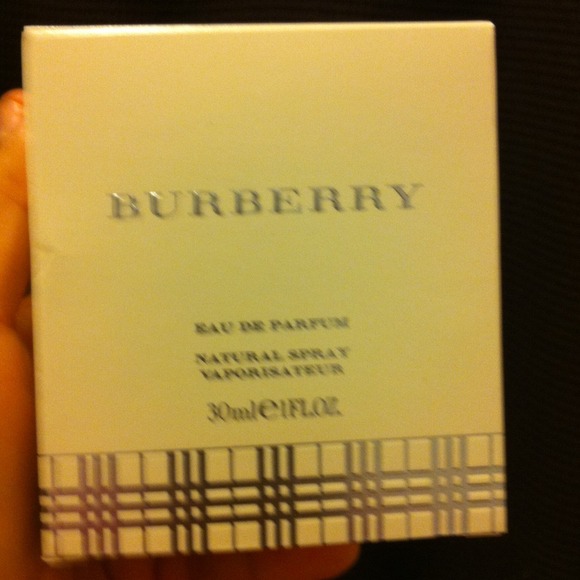 BURBERRY
EAU DE PARFUM
NATURAL SPRAY
VAPORISATEUR
30ml℮1FL.OZ.